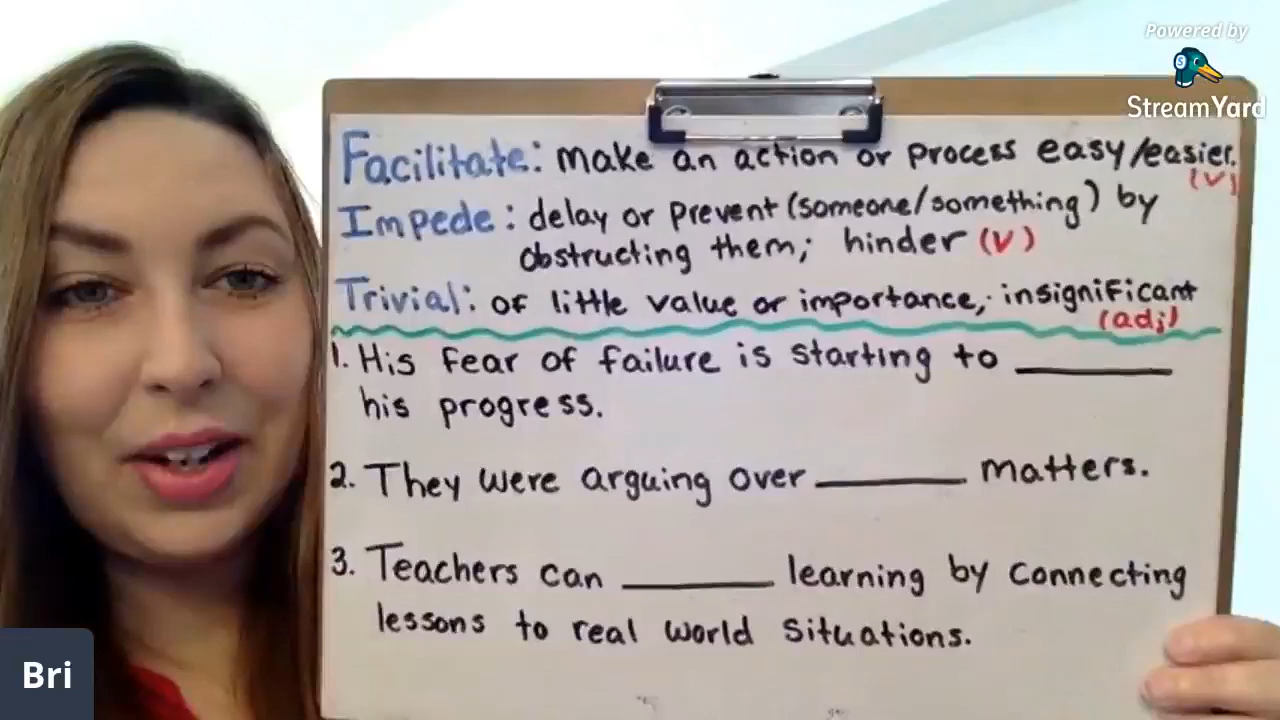 Powered by
StreamYard
Facilitate: make an action or process easy/easier.
(v)
Impede: delay or prevent (someone/something) by
obstructing them; hinder (v)
Trivial: of little value or importance; insignificant
(adj)
1. His fear of failure is starting to ________
his progress.
2. They were arguing over ________ matters.
3. Teachers can ________ learning by connecting
lessons to real world situations.
Bri